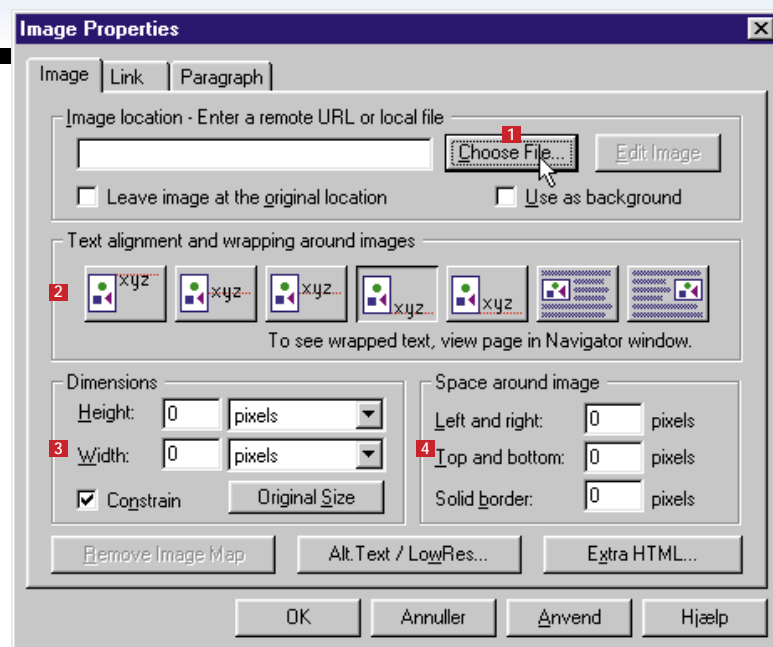 Image Properties
Image Link Paragraph
Image location - Enter a remote URL or local file
1
Choose File... Edit Image
Leave image at the original location Use as background
Text alignment and wrapping around images
2 xyz xyz xyz xyz xyz
To see wrapped text, view page in Navigator window.
Dimensions
Height: 0 pixels
3 Width: 0 pixels
Constrain Original Size
Space around image
Left and right: 0 pixels
4 Top and bottom: 0 pixels
Solid border: 0 pixels
Remove Image Map Alt.Text / LowRes... Extra HTML...
OK Annuller Anvend Hjælp